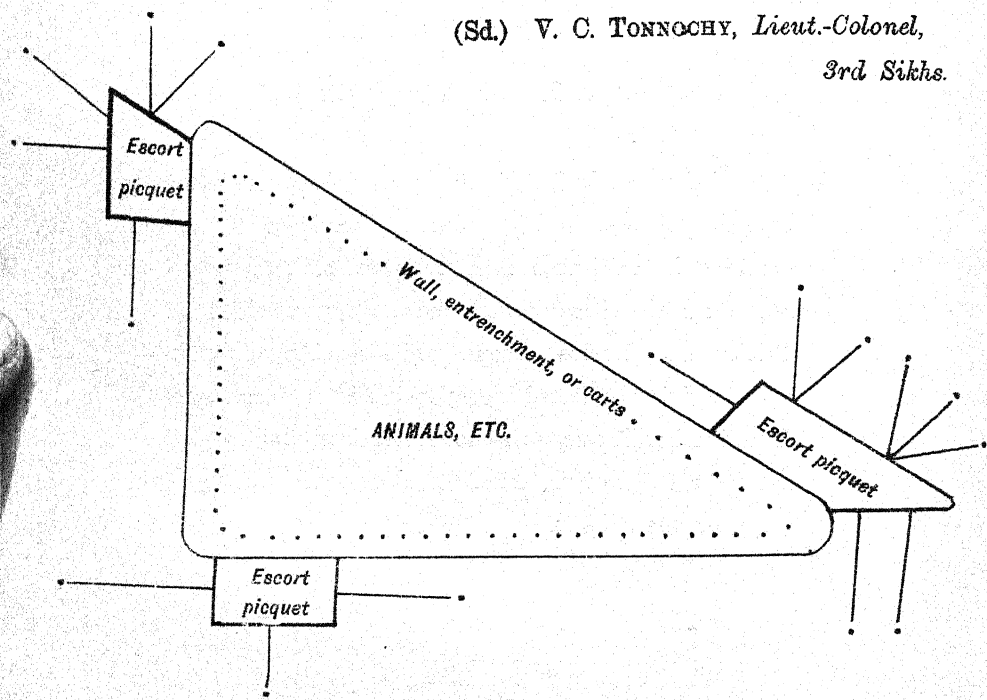 (Sd.) V. C. TONNOCHY, Lieut.-Colonel,
3rd Sikhs.
Escort
picquet
Wall, entrenchment, or carts
ANIMALS, ETC.
Escort picquet
Escort
picquet